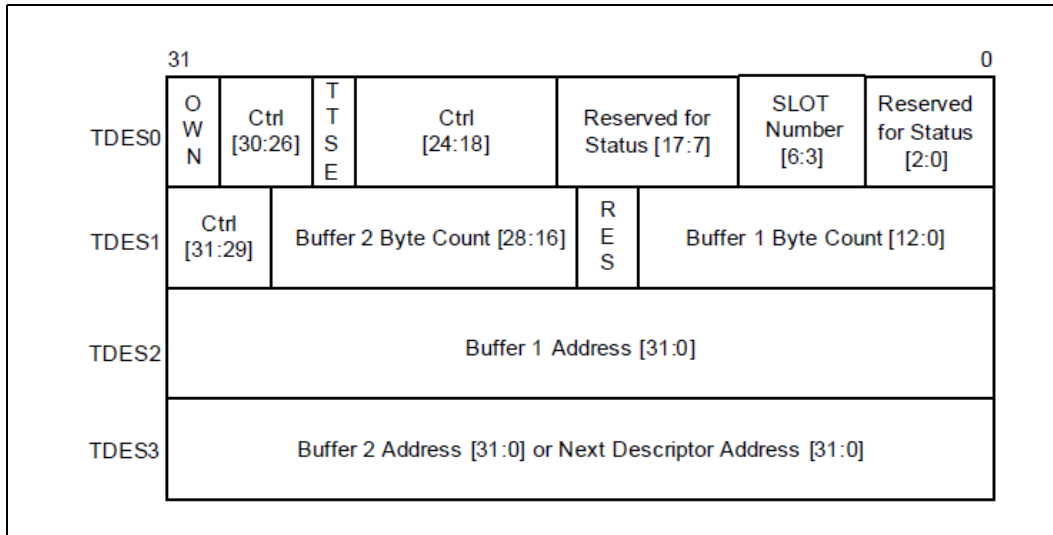 31 0
TDES0
OWN
Ctrl
[30:26]
TTSE
Ctrl
[24:18]
Reserved for
Status [17:7]
SLOT
Number
[6:3]
Reserved
for Status
[2:0]
TDES1
Ctrl
[31:29]
Buffer 2 Byte Count [28:16]
RES
Buffer 1 Byte Count [12:0]
TDES2
Buffer 1 Address [31:0]
TDES3
Buffer 2 Address [31:0] or Next Descriptor Address [31:0]